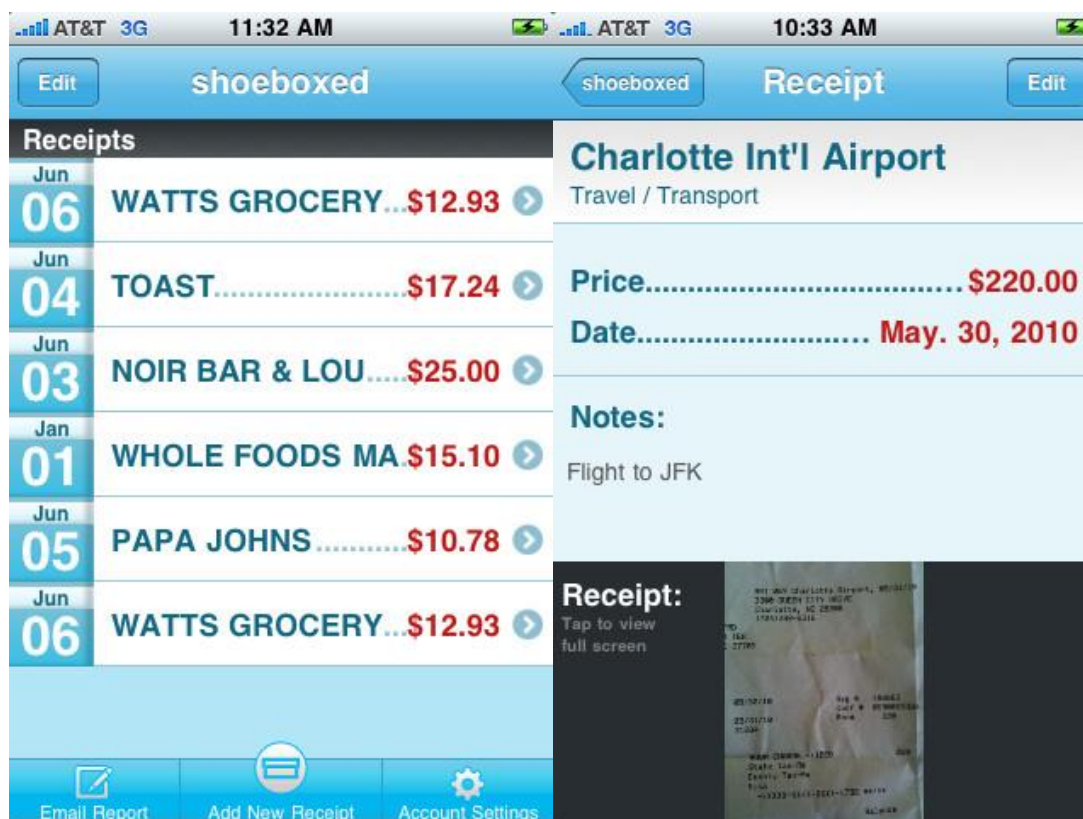 AT&T 3G 11:32 AM
Edit shoeboxed
Receipts
Jun
06 WATTS GROCERY...$12.93
Jun
04 TOAST......................$17.24
Jun
03 NOIR BAR & LOU.....$25.00
Jan
01 WHOLE FOODS MA.$15.10
Jun
05 PAPA JOHNS...........$10.78
Jun
06 WATTS GROCERY...$12.93
Email Report Add New Receipt Account Settings
AT&T 3G 10:33 AM
shoeboxed Receipt Edit
Charlotte Int'l Airport
Travel / Transport
Price......................................$220.00
Date............................ May. 30, 2010
Notes:
Flight to JFK
Receipt:
Tap to view
full screen
Charlotte Airport,
Charlotte, NC